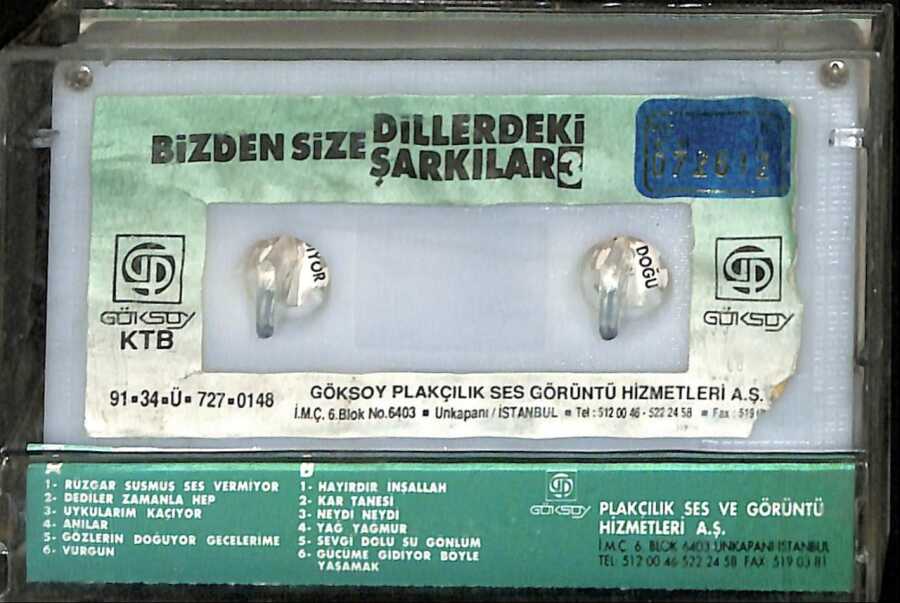 BİZDEN SİZE DİLLERDEKİ
ŞARKILAR 3
072612
IYOR
DOĞU
GÖKSOY
KTB
GÖKSOY
91-34-Ü-727-0148
GÖKSOY PLAKÇILIK SES GÖRÜNTÜ HİZMETLERİ A.Ş.
İ.M.Ç. 6.Blok No.6403 ▪ Unkapanı / İSTANBUL ▪ Tel: 512 00 46 - 522 24 58 ▪ Fax: 519
A
1- RÜZGAR SUSMUŞ SES VERMİYOR
2- DEDİLER ZAMANLA HEP
3- UYKULARIM KAÇIYOR
4- ANILAR
5- GÖZLERİN DOĞUYOR GECELERİME
6- VURGUN
B
1- HAYIRDIR İNŞALLAH
2- KAR TANESİ
3- NEYDİ NEYDİ
4- YAĞ YAĞMUR
5- SEVGİ DOLU ŞU GÖNLÜM
6- GÜCÜME GİDİYOR BÖYLE
YAŞAMAK
GÖKSOY
PLAKÇILIK SES VE GÖRÜNTÜ
HİZMETLERİ A.Ş.
İ.M.Ç. 6. BLOK 6403 UNKAPANI-İSTANBUL
TEL: 512 00 46-522 24 58 FAX: 519 03 81